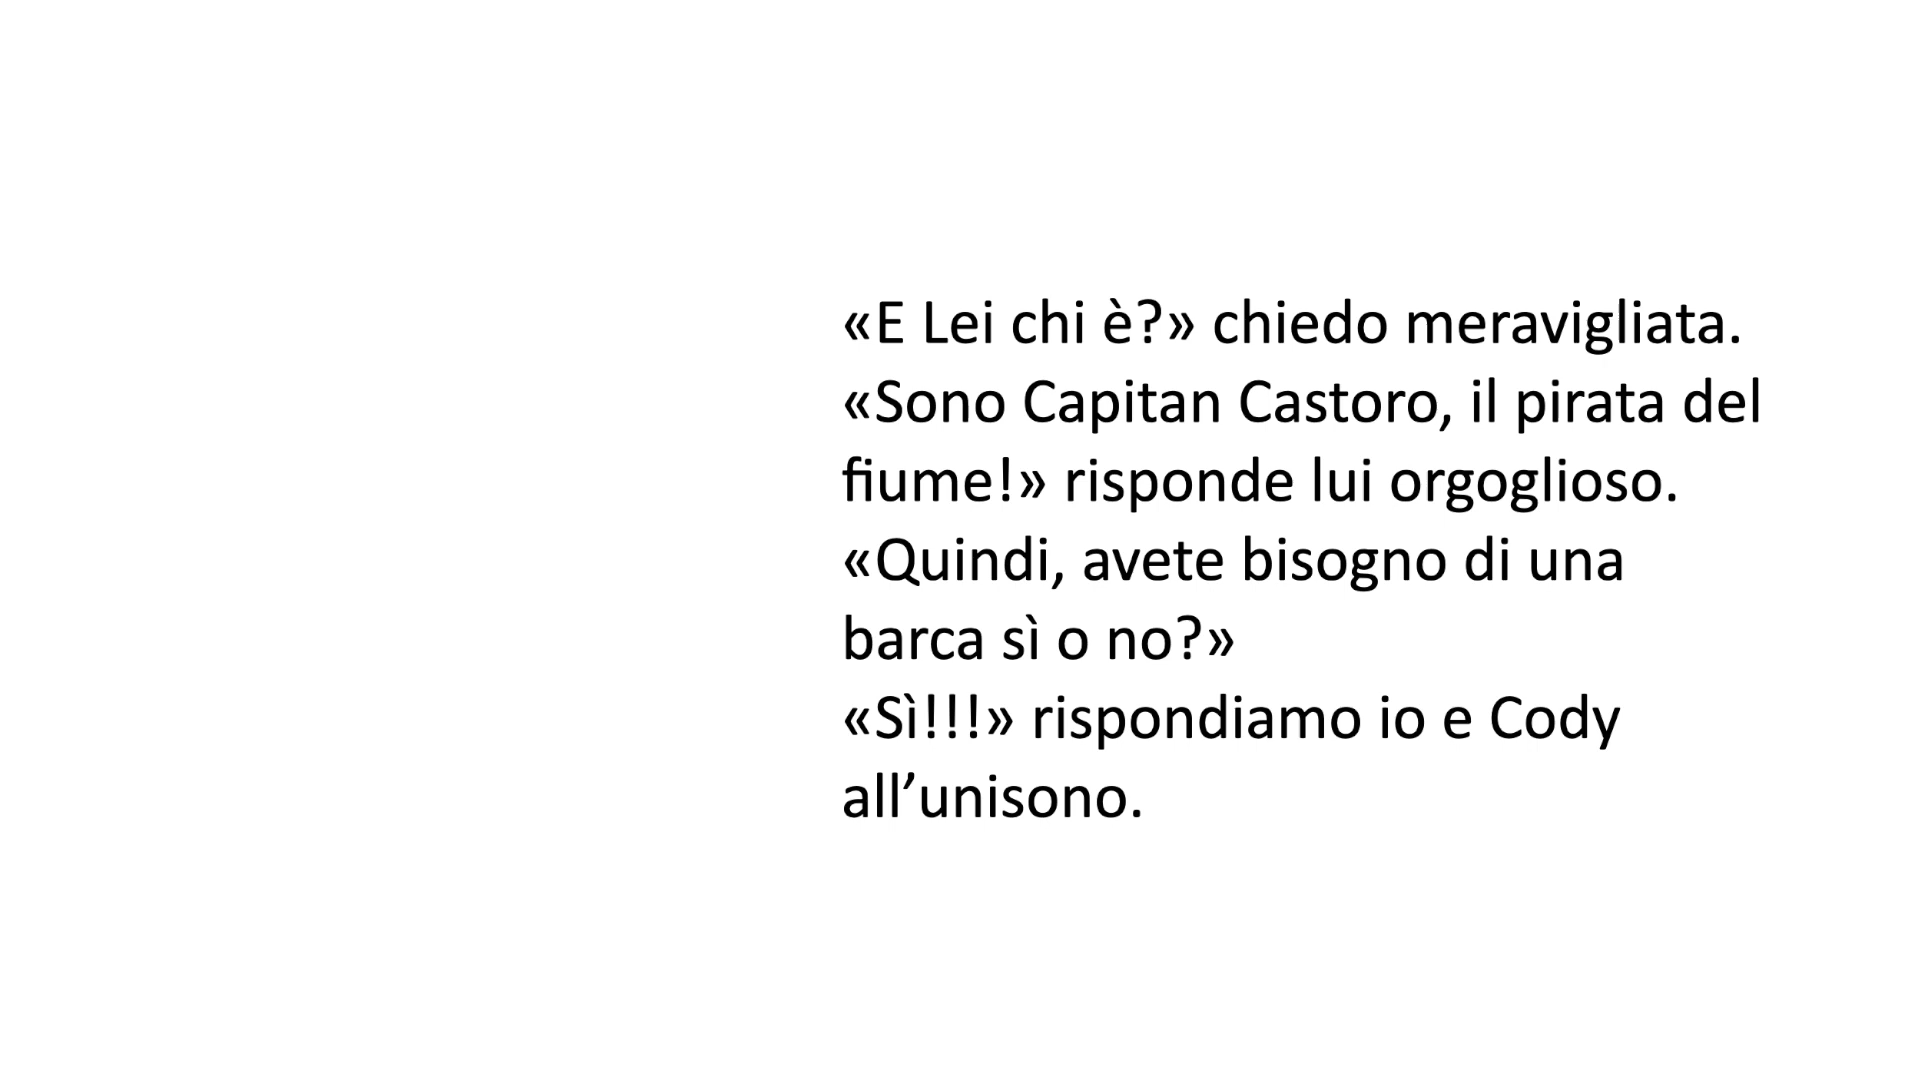 «E Lei chi è?» chiedo meravigliata.
«Sono Capitan Castoro, il pirata del
fiume!» risponde lui orgoglioso.
«Quindi, avete bisogno di una
barca sì o no?»
«Sì!!!» rispondiamo io e Cody
all’unisono.